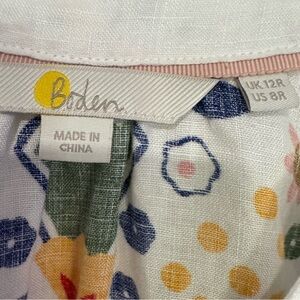 Boden
UK 12R
US 8R
MADE IN
CHINA